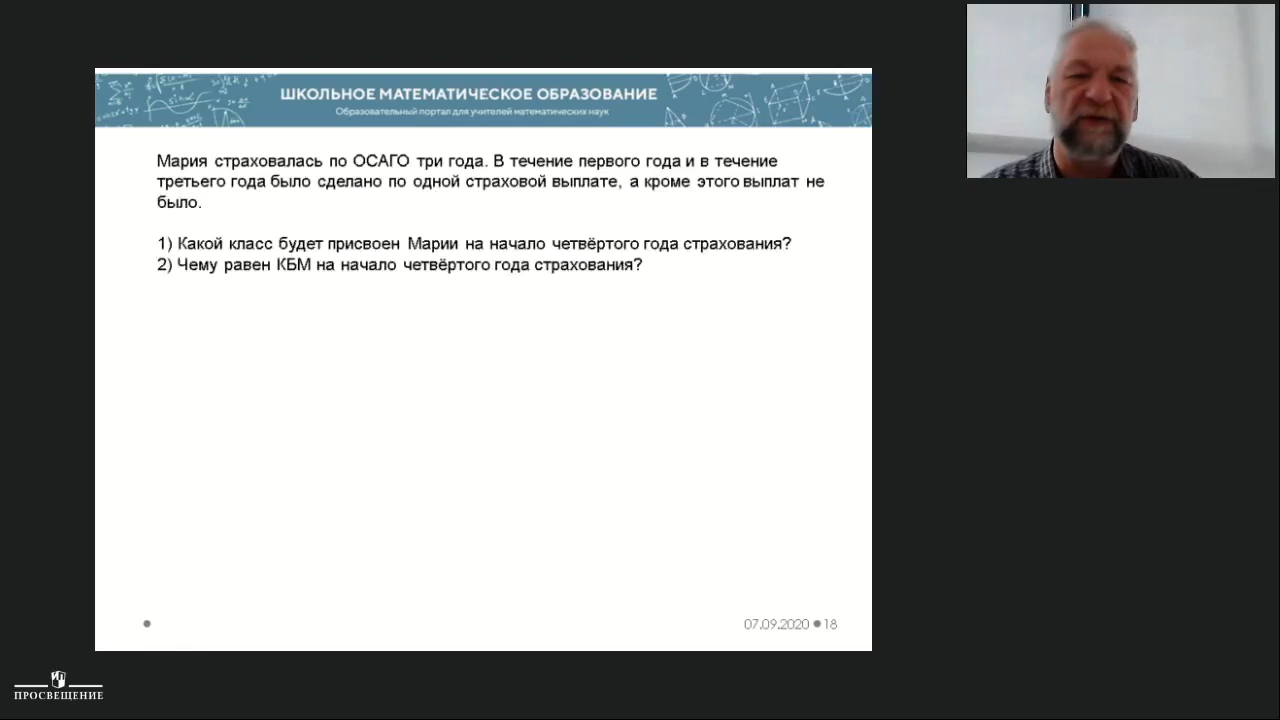 ШКОЛЬНОЕ МАТЕМАТИЧЕСКОЕ ОБРАЗОВАНИЕ
Образовательный портал для учителей математических наук
Мария страховалась по ОСАГО три года. В течение первого года и в течение
третьего года было сделано по одной страховой выплате, а кроме этого выплат не
было.
1) Какой класс будет присвоен Марии на начало четвёртого года страхования?
2) Чему равен КБМ на начало четвёртого года страхования?
07.09.2020 ● 18
ПРОСВЕЩЕНИЕ